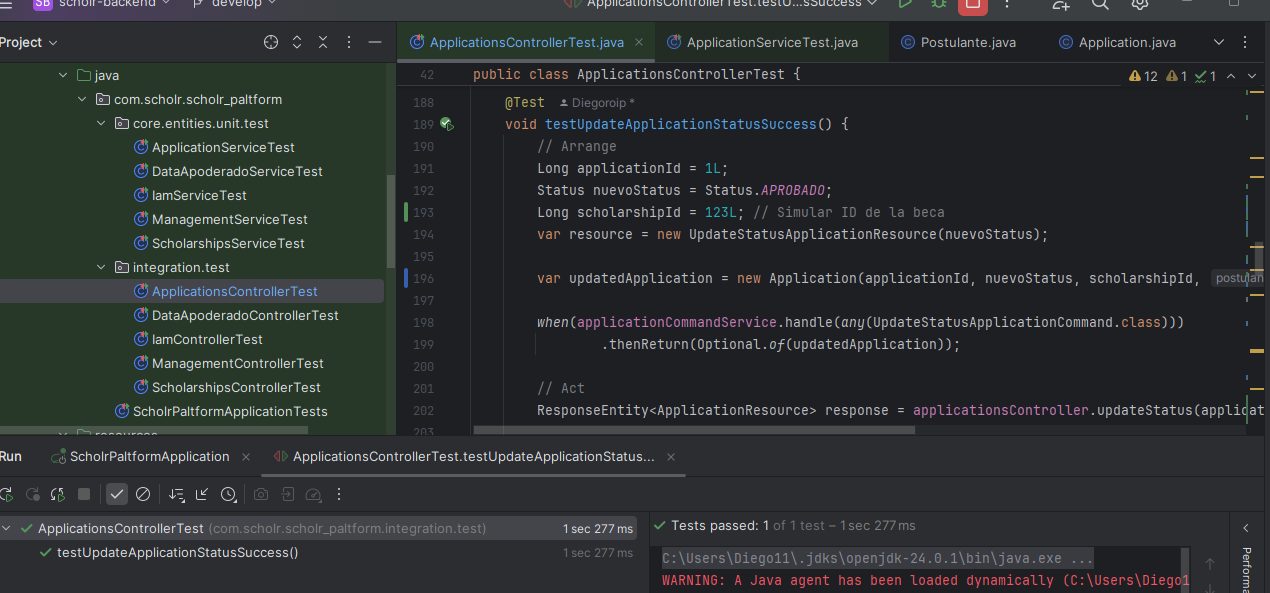 SB scholr-backend develop ApplicationsControllerTest.testU...sSuccess
Project
ApplicationsControllerTest.java ApplicationServiceTest.java Postulante.java Application.java
java
com.scholr.scholr_paltform
core.entities.unit.test
ApplicationServiceTest
DataApoderadoServiceTest
IamServiceTest
ManagementServiceTest
ScholarshipsServiceTest
integration.test
ApplicationsControllerTest
DataApoderadoControllerTest
IamControllerTest
ManagementControllerTest
ScholarshipsControllerTest
ScholrPaltformApplicationTests
resources
42 public class ApplicationsControllerTest { 12 1 1
188 @Test Diegoroip *
189 void testUpdateApplicationStatusSuccess() {
190 // Arrange
191 Long applicationId = 1L;
192 Status nuevoStatus = Status.APROBADO;
193 Long scholarshipId = 123L; // Simular ID de la beca
194 var resource = new UpdateStatusApplicationResource(nuevoStatus);
195
196 var updatedApplication = new Application(applicationId, nuevoStatus, scholarshipId, postulan
197
198 when(applicationCommandService.handle(any(UpdateStatusApplicationCommand.class)))
199 .thenReturn(Optional.of(updatedApplication));
200
201 // Act
202 ResponseEntity<ApplicationResource> response = applicationsController.updateStatus(applicat
203
Run ScholrPaltformApplication ApplicationsControllerTest.testUpdateApplicationStatus...
ApplicationsControllerTest (com.scholr.scholr_paltform.integration.test) 1 sec 277 ms
testUpdateApplicationStatusSuccess() 1 sec 277 ms
Tests passed: 1 of 1 test – 1 sec 277 ms
C:\Users\Diego11\.jdks\openjdk-24.0.1\bin\java.exe ...
WARNING: A Java agent has been loaded dynamically (C:\Users\Diego1
Performa